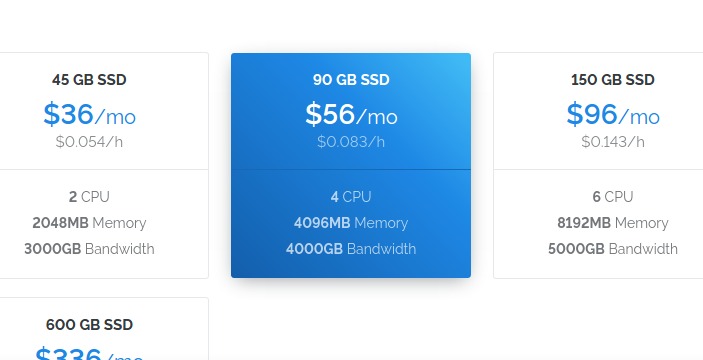 45 GB SSD
$36/mo
$0.054/h
2 CPU
2048MB Memory
3000GB Bandwidth
90 GB SSD
$56/mo
$0.083/h
4 CPU
4096MB Memory
4000GB Bandwidth
150 GB SSD
$96/mo
$0.143/h
6 CPU
8192MB Memory
5000GB Bandwidth
600 GB SSD
$336/mo